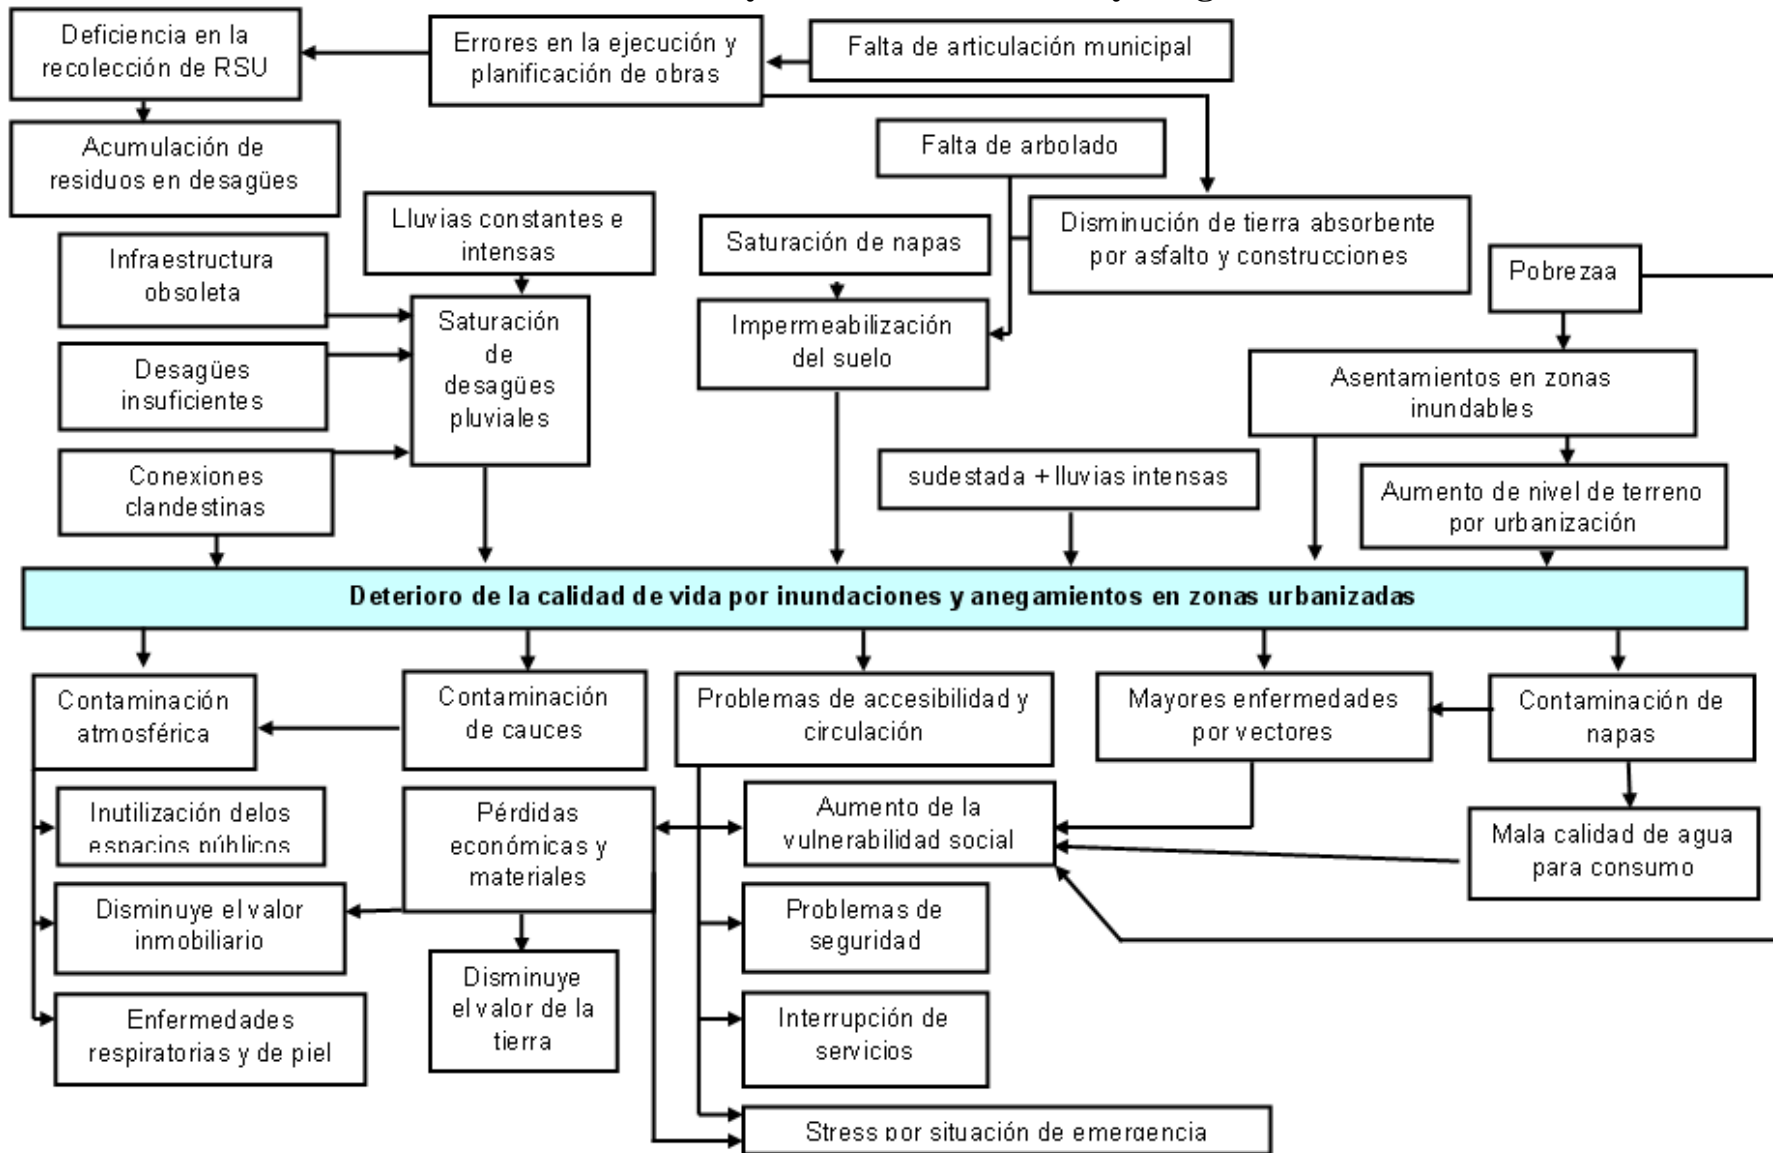 Deficiencia en la
recolección de RSU
Errores en la ejecución y
planificación de obras
Falta de articulación municipal
Acumulación de
residuos en desagües
Falta de arbolado
Lluvias constantes e
intensas
Saturación de napas
Disminución de tierra absorbente
por asfalto y construcciones
Infraestructura
obsoleta
Pobrezaa
Saturación
de
desagües
pluviales
Impermeabilización
del suelo
Desagües
insuficientes
Asentamientos en zonas
inundables
Conexiones
clandestinas
sudestada + lluvias intensas
Aumento de nivel de terreno
por urbanización
Deterioro de la calidad de vida por inundaciones y anegamientos en zonas urbanizadas
Contaminación
atmosférica
Contaminación
de cauces
Problemas de accesibilidad y
circulación
Mayores enfermedades
por vectores
Contaminación de
napas
Inutilización delos
espacios públicos
Pérdidas
económicas y
materiales
Aumento de la
vulnerabilidad social
Mala calidad de agua
para consumo
Disminuye el valor
inmobiliario
Problemas de
seguridad
Disminuye
el valor de la
tierra
Enfermedades
respiratorias y de piel
Interrupción de
servicios
Stress por situación de emergencia